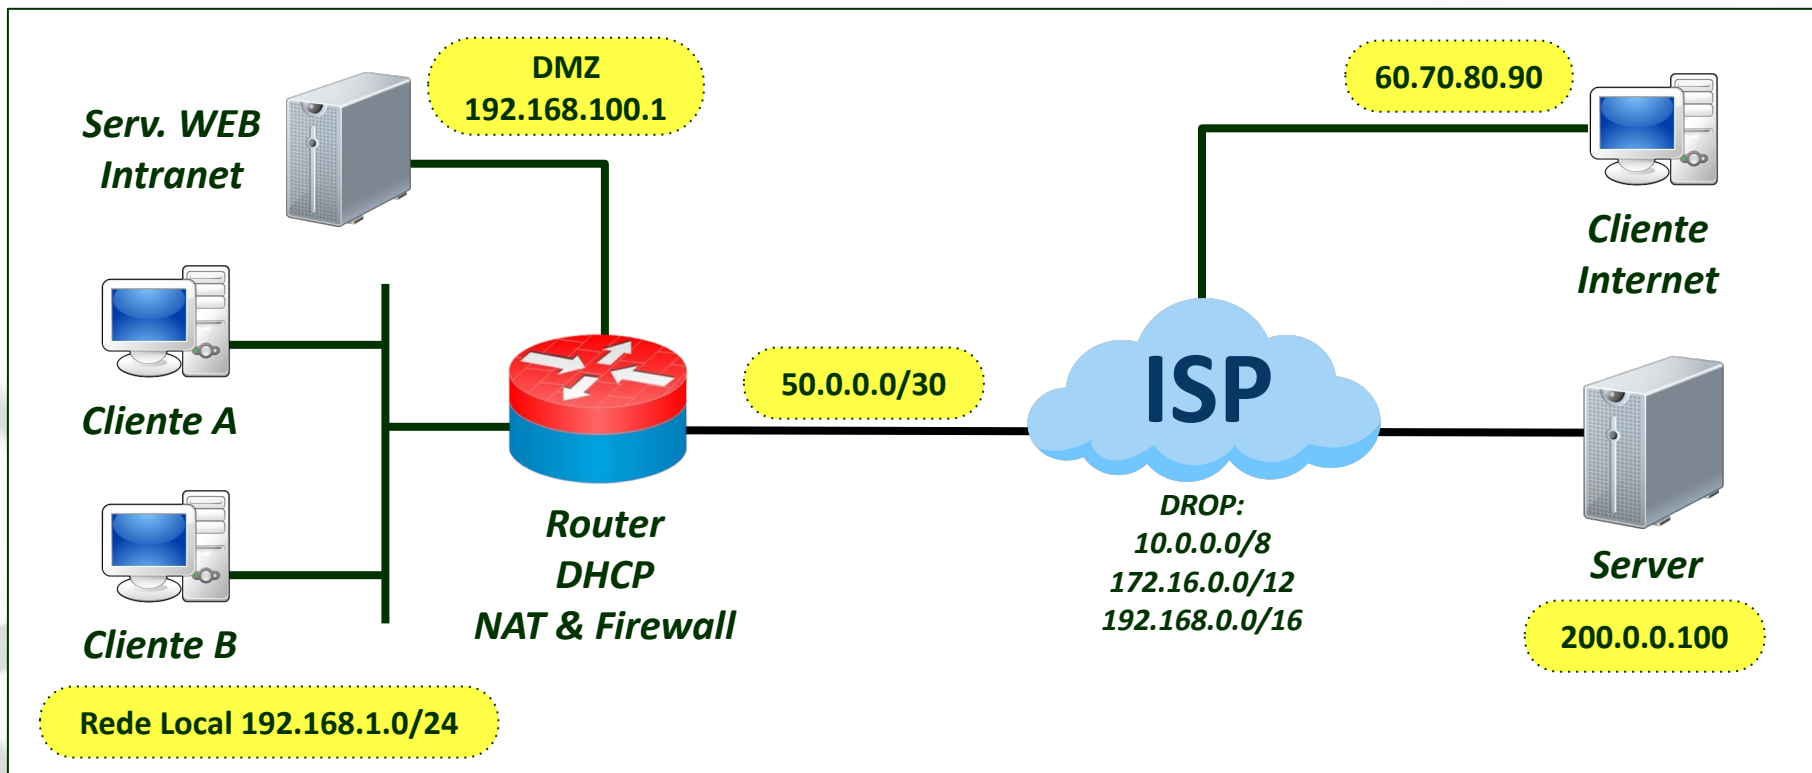 DMZ
192.168.100.1
60.70.80.90
Serv. WEB
Intranet
Cliente
Internet
Cliente A
50.0.0.0/30
ISP
DROP:
10.0.0.0/8
172.16.0.0/12
192.168.0.0/16
Router
DHCP
NAT & Firewall
Server
200.0.0.100
Cliente B
Rede Local 192.168.1.0/24